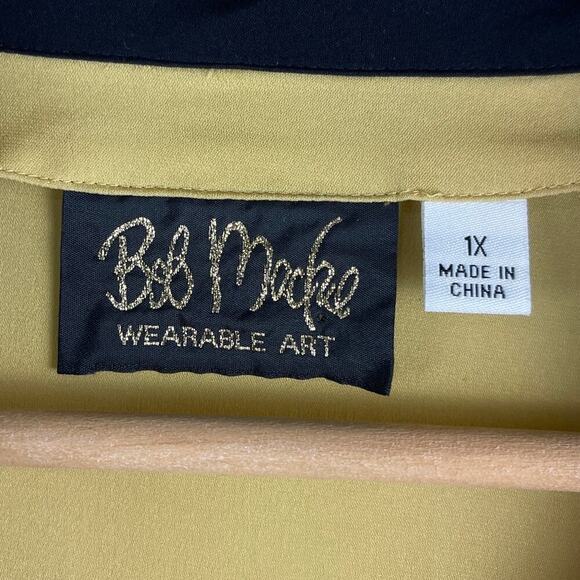 Bob Mackie
WEARABLE ART
1X
MADE IN
CHINA